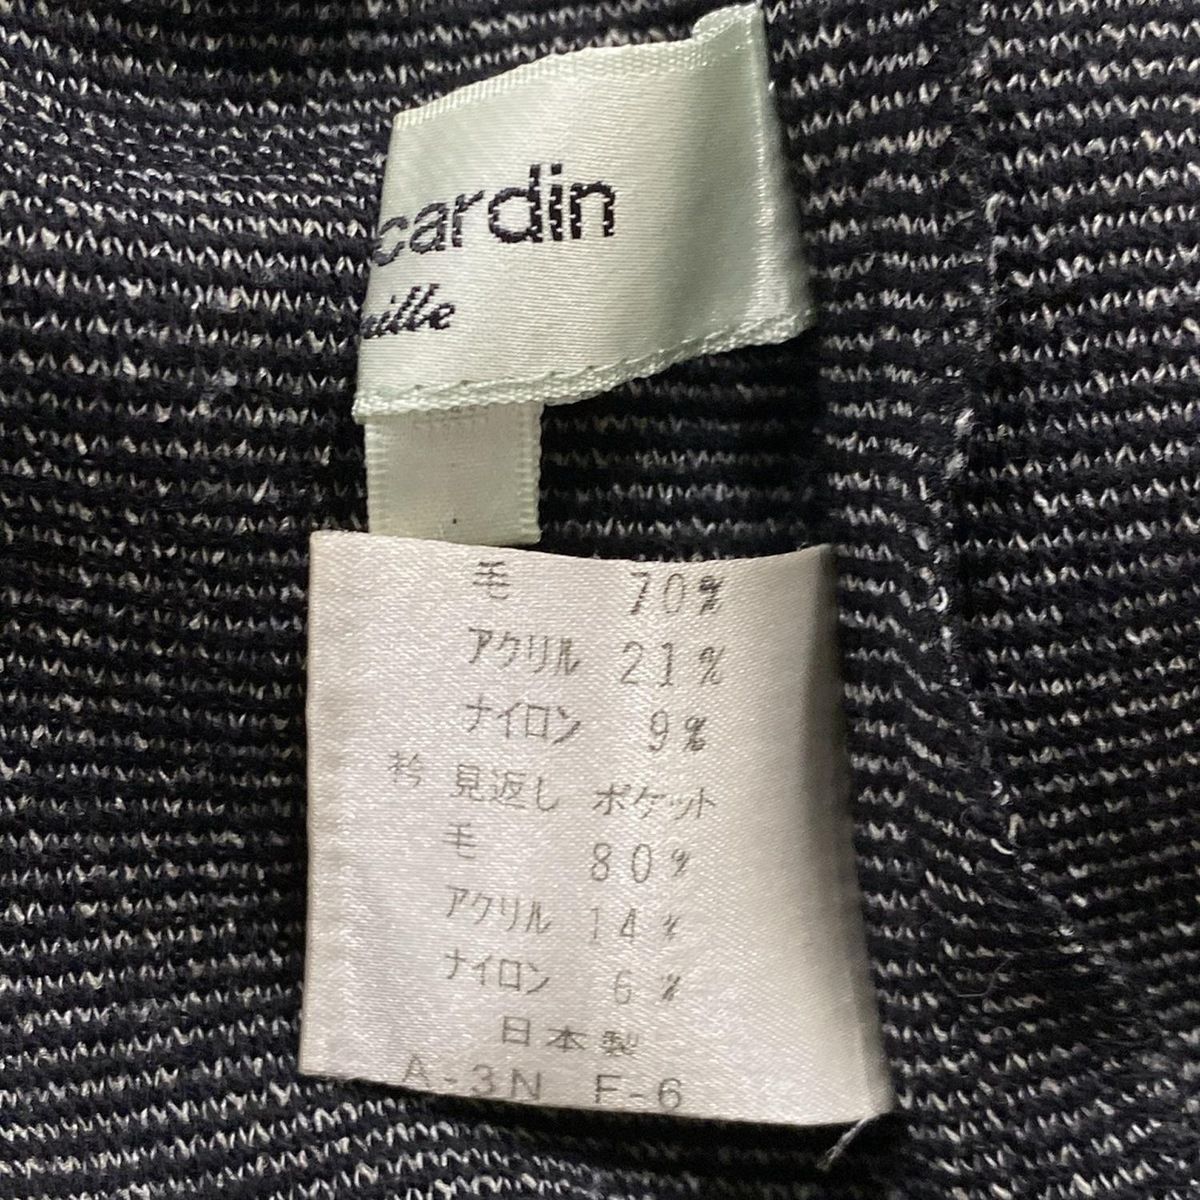 cardin
aille
毛 70%
アクリル 21%
ナイロン 9%
衿 見返し ポケット
毛 80%
アクリル 14%
ナイロン 6%
日本製
A-3N F-6